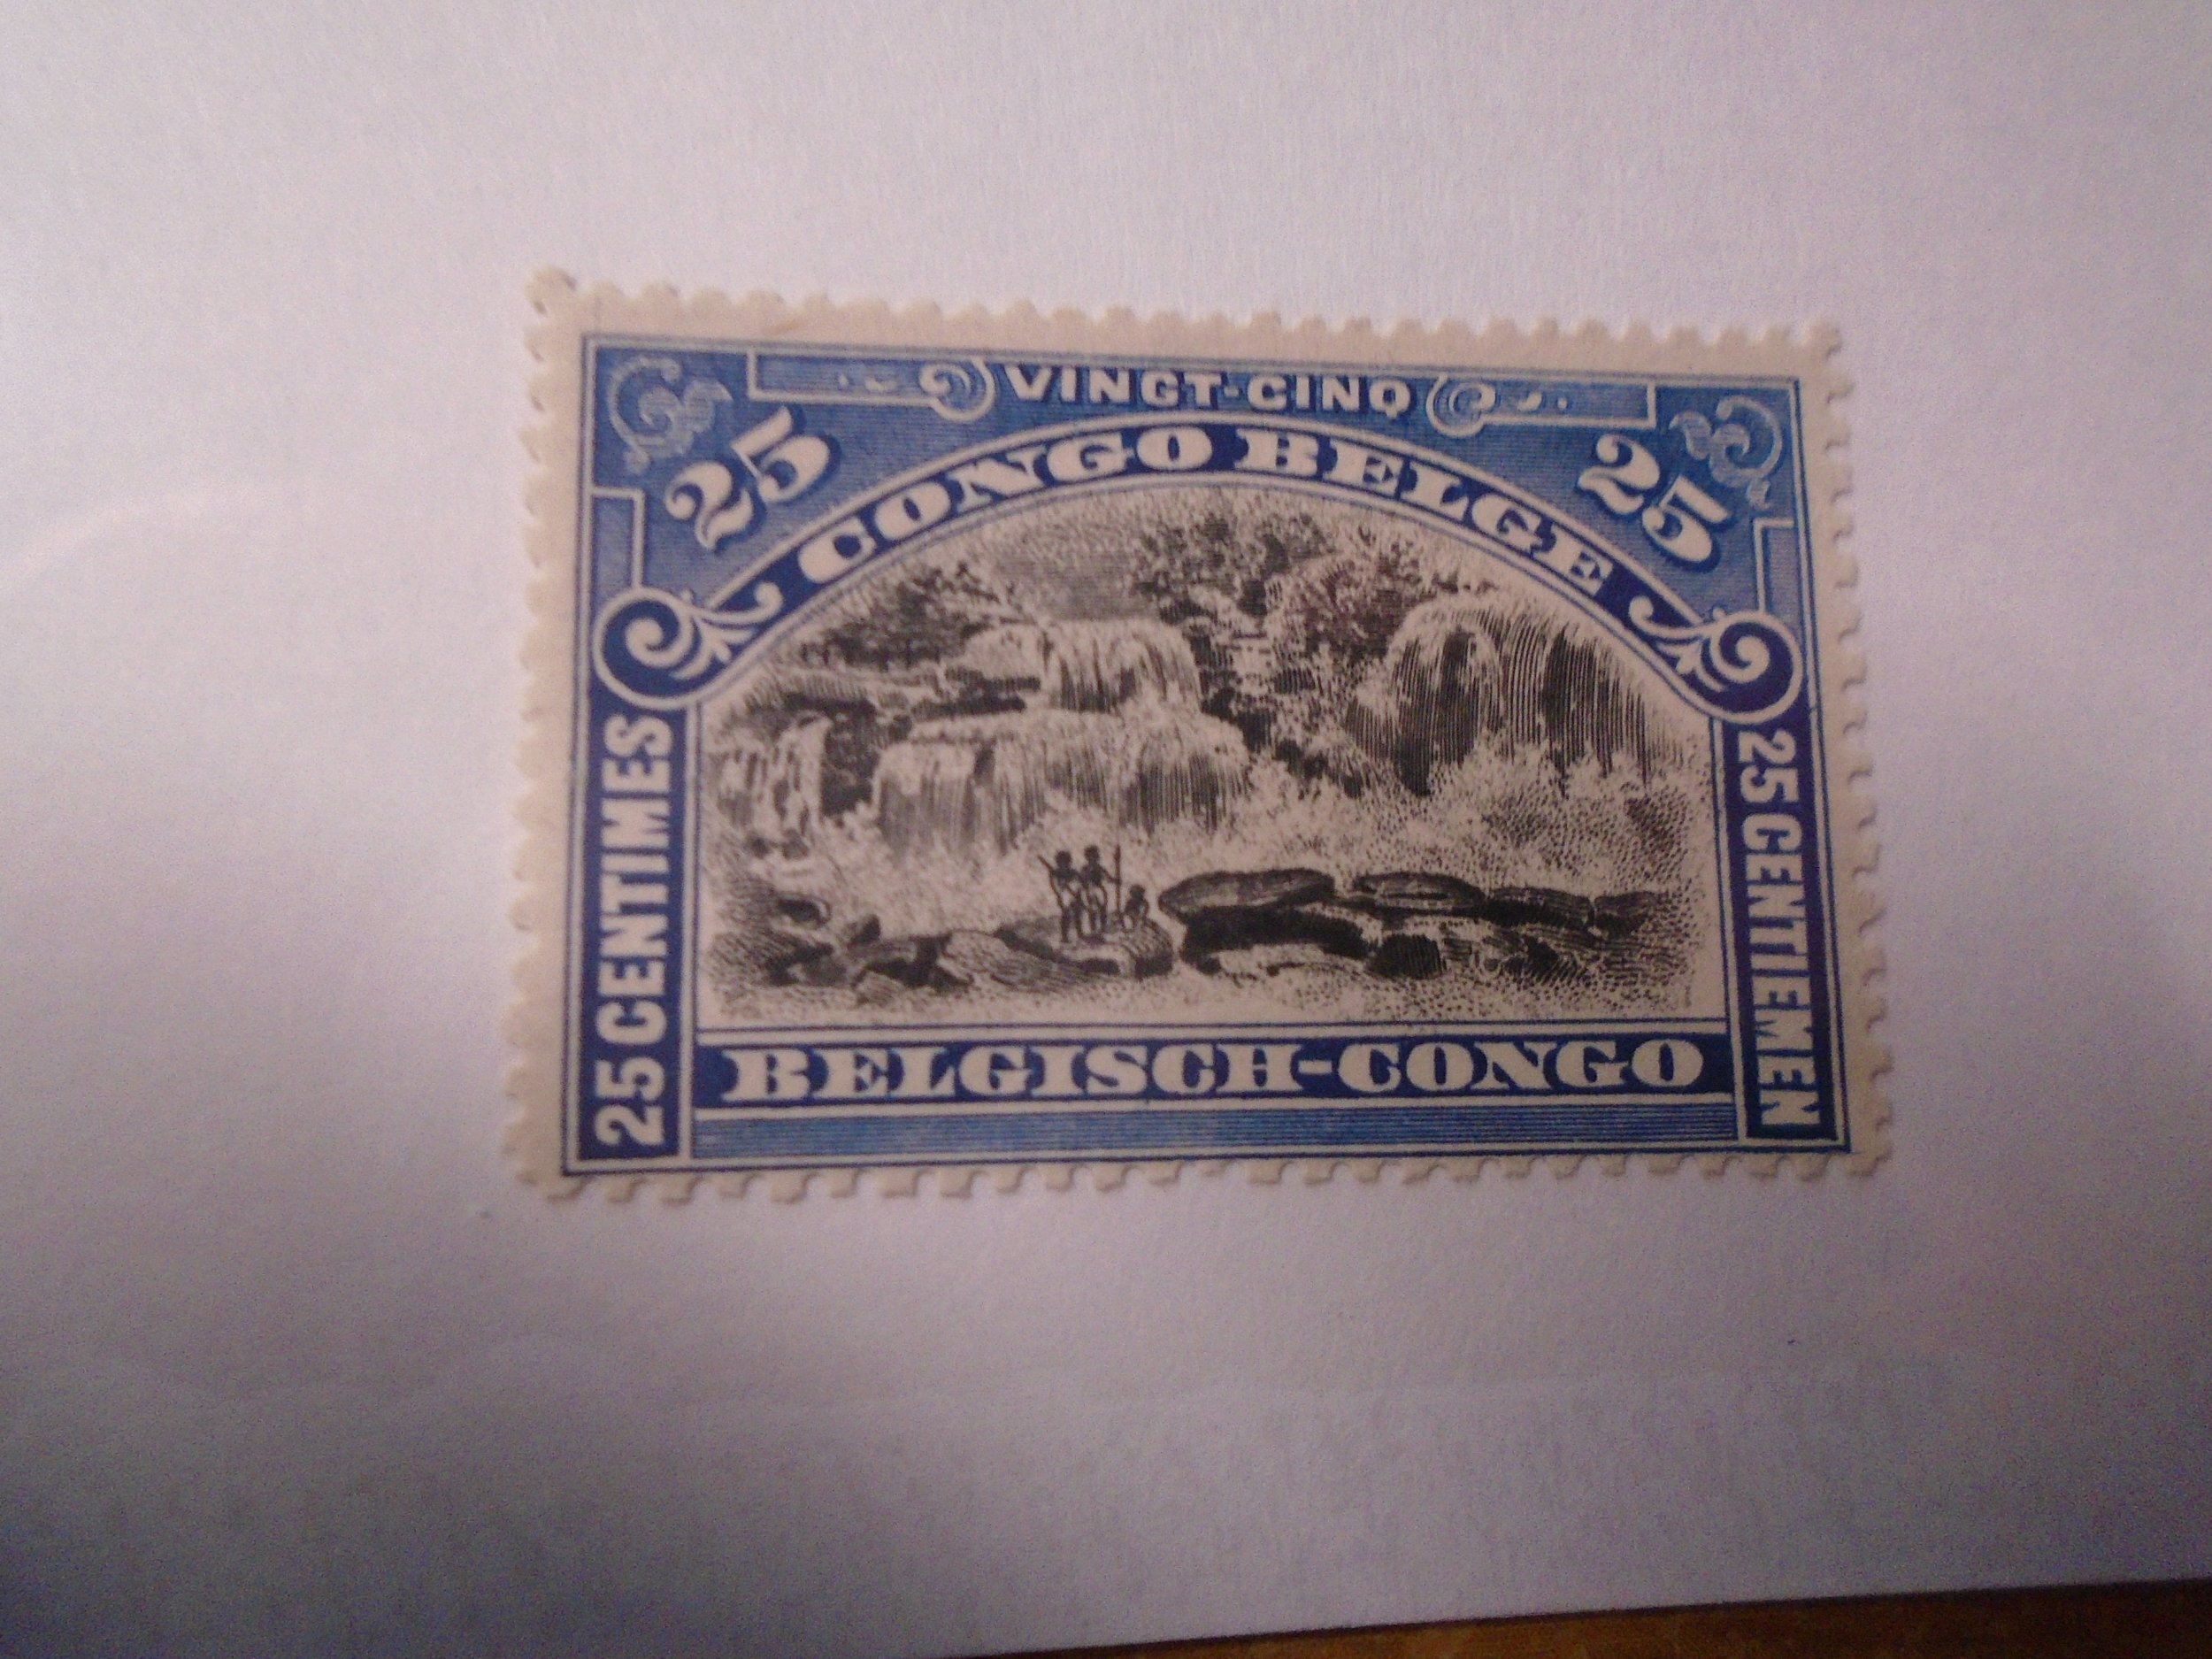 VINGT-CINQ
25 25
CONGO BELGE
25 CENTIMES
25 CENTIEMEN
BELGISCH-CONGO